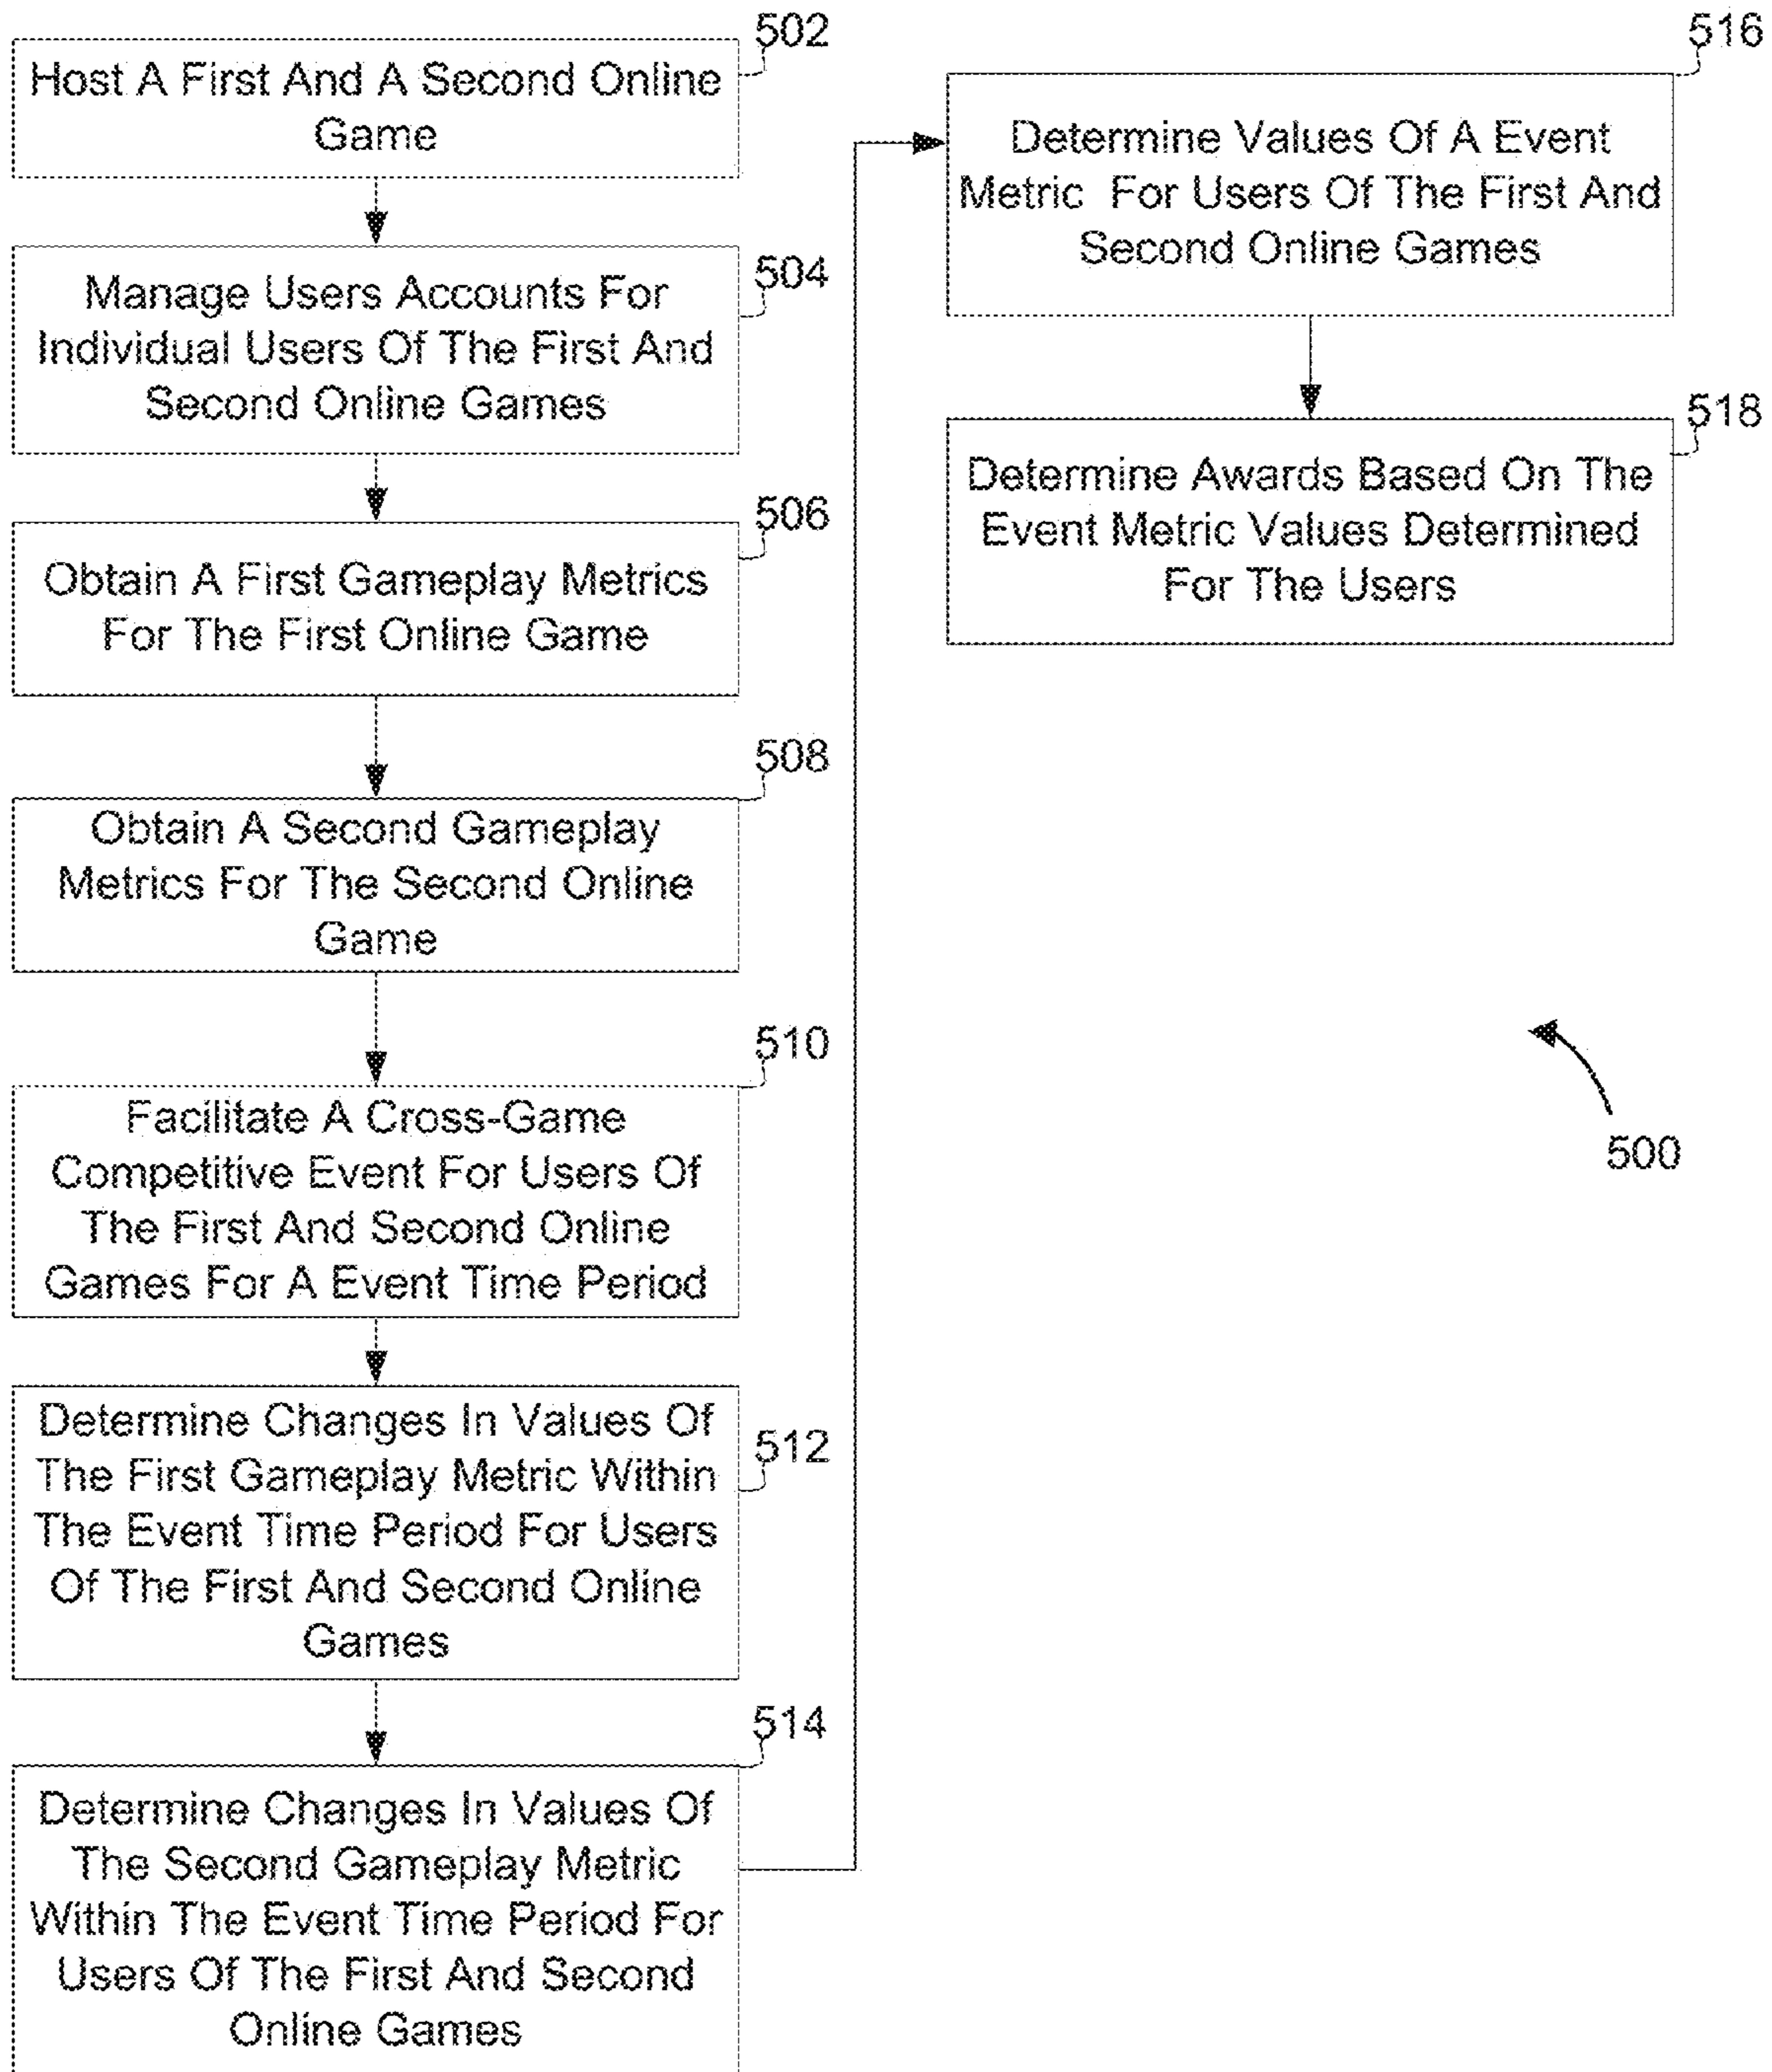 502
Host A First And A Second Online
Game
504
Manage Users Accounts For
Individual Users Of The First And
Second Online Games
506
Obtain A First Gameplay Metrics
For The First Online Game
508
Obtain A Second Gameplay
Metrics For The Second Online
Game
510
Facilitate A Cross-Game
Competitive Event For Users Of
The First And Second Online
Games For A Event Time Period
512
Determine Changes In Values Of
The First Gameplay Metric Within
The Event Time Period For Users
Of The First And Second Online
Games
514
Determine Changes In Values Of
The Second Gameplay Metric
Within The Event Time Period For
Users Of The First And Second
Online Games
516
Determine Values Of A Event
Metric For Users Of The First And
Second Online Games
518
Determine Awards Based On The
Event Metric Values Determined
For The Users
500